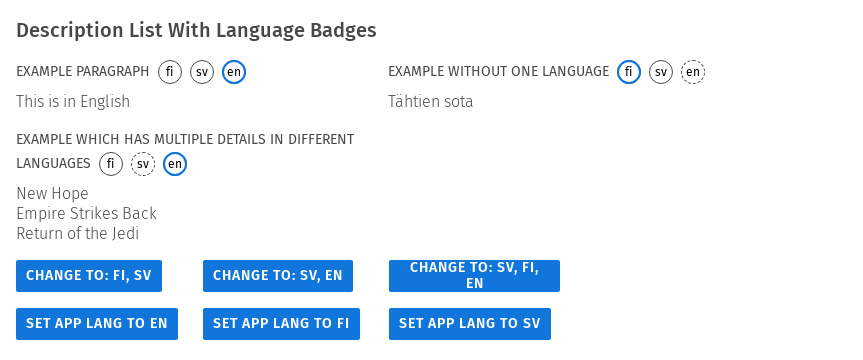 Description List With Language Badges
EXAMPLE PARAGRAPH fi sv en
This is in English
EXAMPLE WITHOUT ONE LANGUAGE fi sv en
Tähtien sota
EXAMPLE WHICH HAS MULTIPLE DETAILS IN DIFFERENT
LANGUAGES fi sv en
New Hope
Empire Strikes Back
Return of the Jedi
CHANGE TO: FI, SV
CHANGE TO: SV, EN
CHANGE TO: SV, FI,
EN
SET APP LANG TO EN
SET APP LANG TO FI
SET APP LANG TO SV